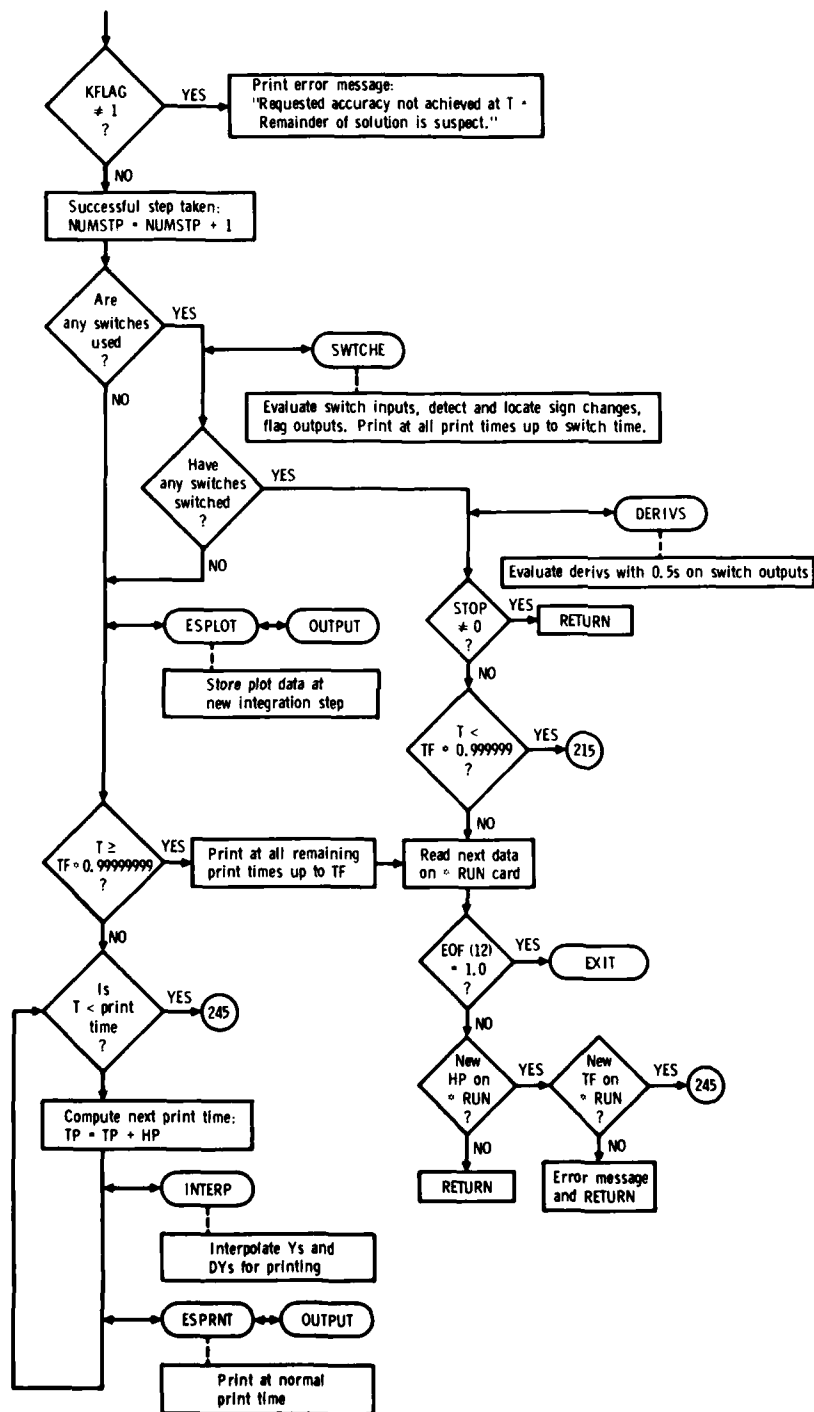 KFLAG
≠ 1
?
YES
Print error message:
"Requested accuracy not achieved at T =
Remainder of solution is suspect."
NO
Successful step taken:
NUMSTP = NUMSTP + 1
Are
any switches
used
?
YES
SWTCHE
NO
Evaluate switch inputs, detect and locate sign changes,
flag outputs. Print at all print times up to switch time.
Have
any switches
switched
?
YES
DERIVS
NO
Evaluate derivs with 0.5s on switch outputs
STOP
≠ 0
?
YES
RETURN
ESPLOT
OUTPUT
NO
Store plot data at
new integration step
T <
TF * 0.999999
?
YES
215
NO
T ≥
TF * 0.99999999
?
YES
Print at all remaining
print times up to TF
Read next data
on * RUN card
NO
EOF (12)
= 1.0
?
YES
EXIT
Is
T < print
time
?
YES
245
NO
New
HP on
* RUN
?
YES
New
TF on
* RUN
?
YES
245
Compute next print time:
TP = TP + HP
NO
NO
RETURN
Error message
and RETURN
INTERP
Interpolate Ys and
DYs for printing
ESPRNT
OUTPUT
Print at normal
print time